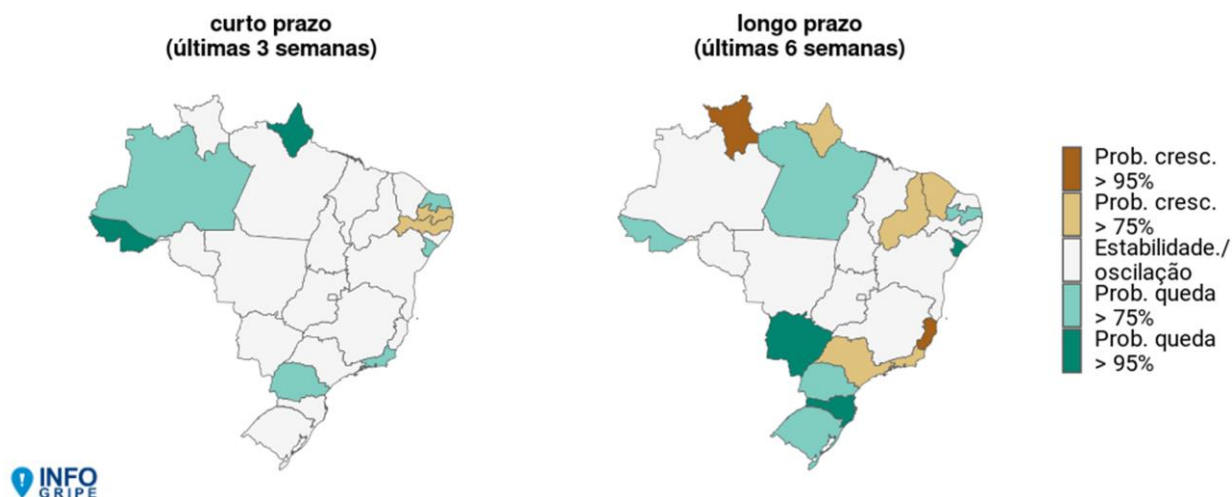 curto prazo
(últimas 3 semanas)
longo prazo
(últimas 6 semanas)
Prob. cresc.
> 95%
Prob. cresc.
> 75%
Estabilidade./
oscilação
Prob. queda
> 75%
Prob. queda
> 95%
INFO
GRIPE